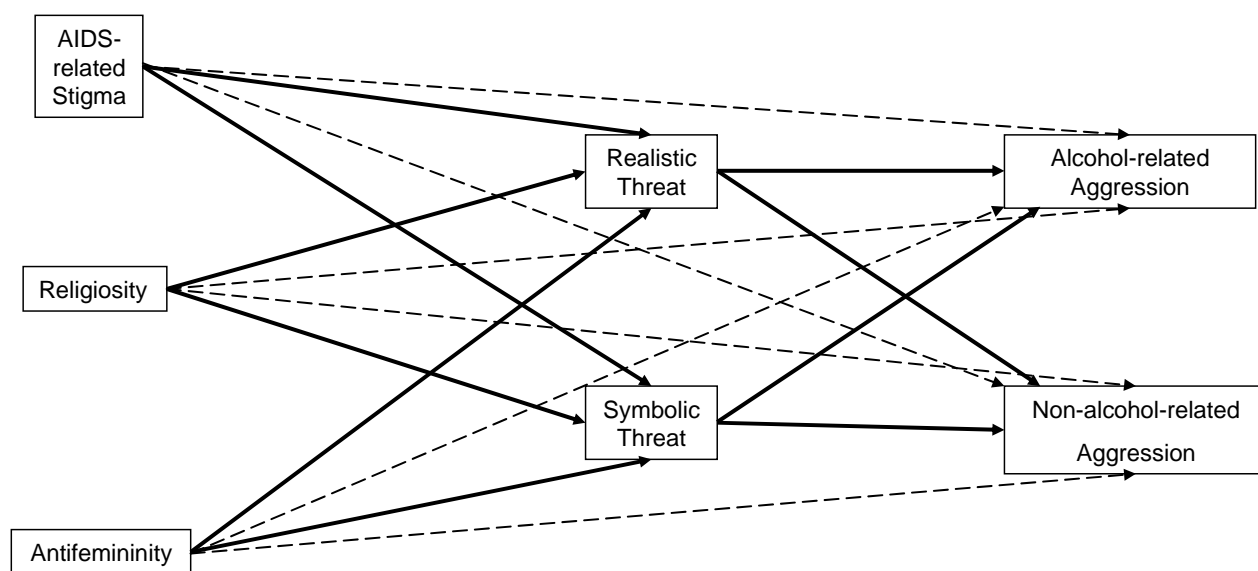 AIDS-
related
Stigma
Realistic
Threat
Alcohol-related
Aggression
Religiosity
Symbolic
Threat
Non-alcohol-related
Aggression
Antifemininity